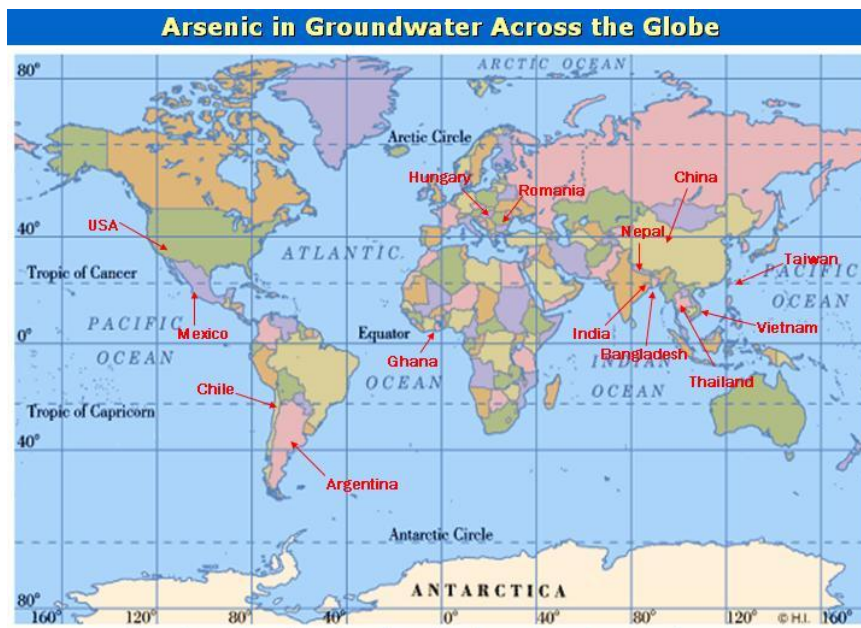 Arsenic in Groundwater Across the Globe
80°
ARCTIC OCEAN
Arctic Circle
Hungary
Romania
China
USA
40°
Nepal
ATLANTIC
Taiwan
Tropic of Cancer
PACIFIC
OCEAN
Mexico
PACIFIC
OCEAN
0°
Equator
Ghana
India
Bangladesh
Vietnam
INDIAN
OCEAN
Thailand
OCEAN
Chile
Tropic of Capricorn
40°
Argentina
Antarctic Circle
ANTARCTICA
80°
160° 120° 80° 40° 0° 40° 80° 120° © H.I. 160°